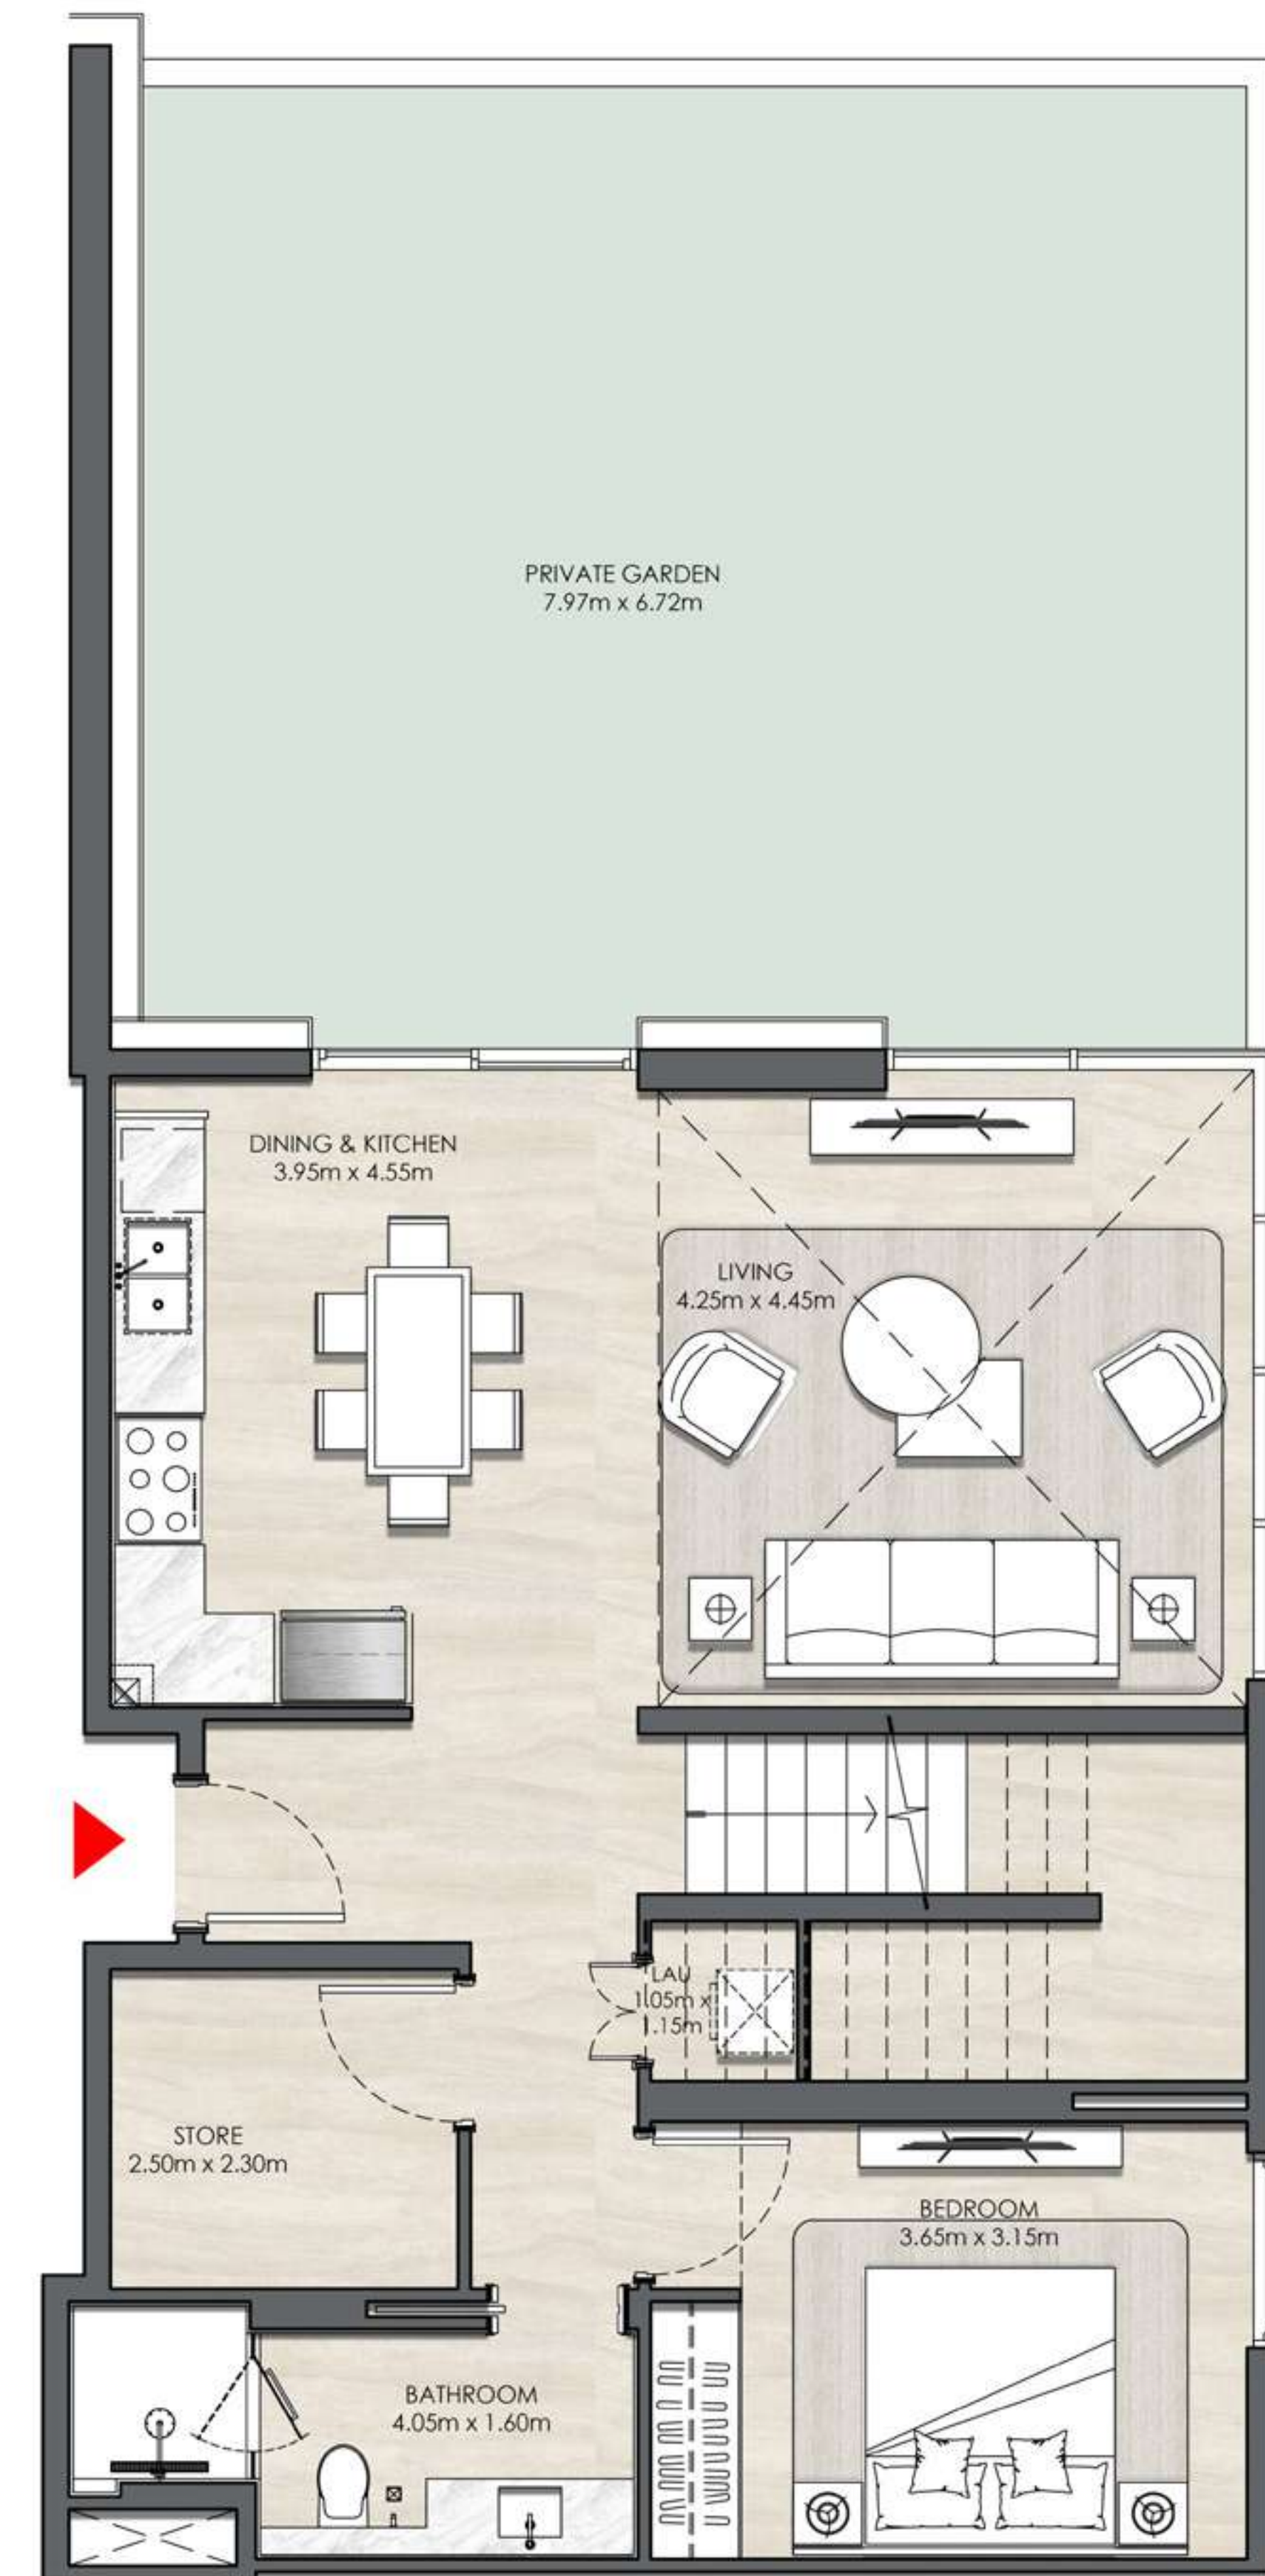 PRIVATE GARDEN
7.97m x 6.72m
DINING & KITCHEN
3.95m x 4.55m
LIVING
4.25m x 4.45m
LAU
1.05m x
1.15m
STORE
2.50m x 2.30m
BEDROOM
3.65m x 3.15m
BATHROOM
4.05m x 1.60m